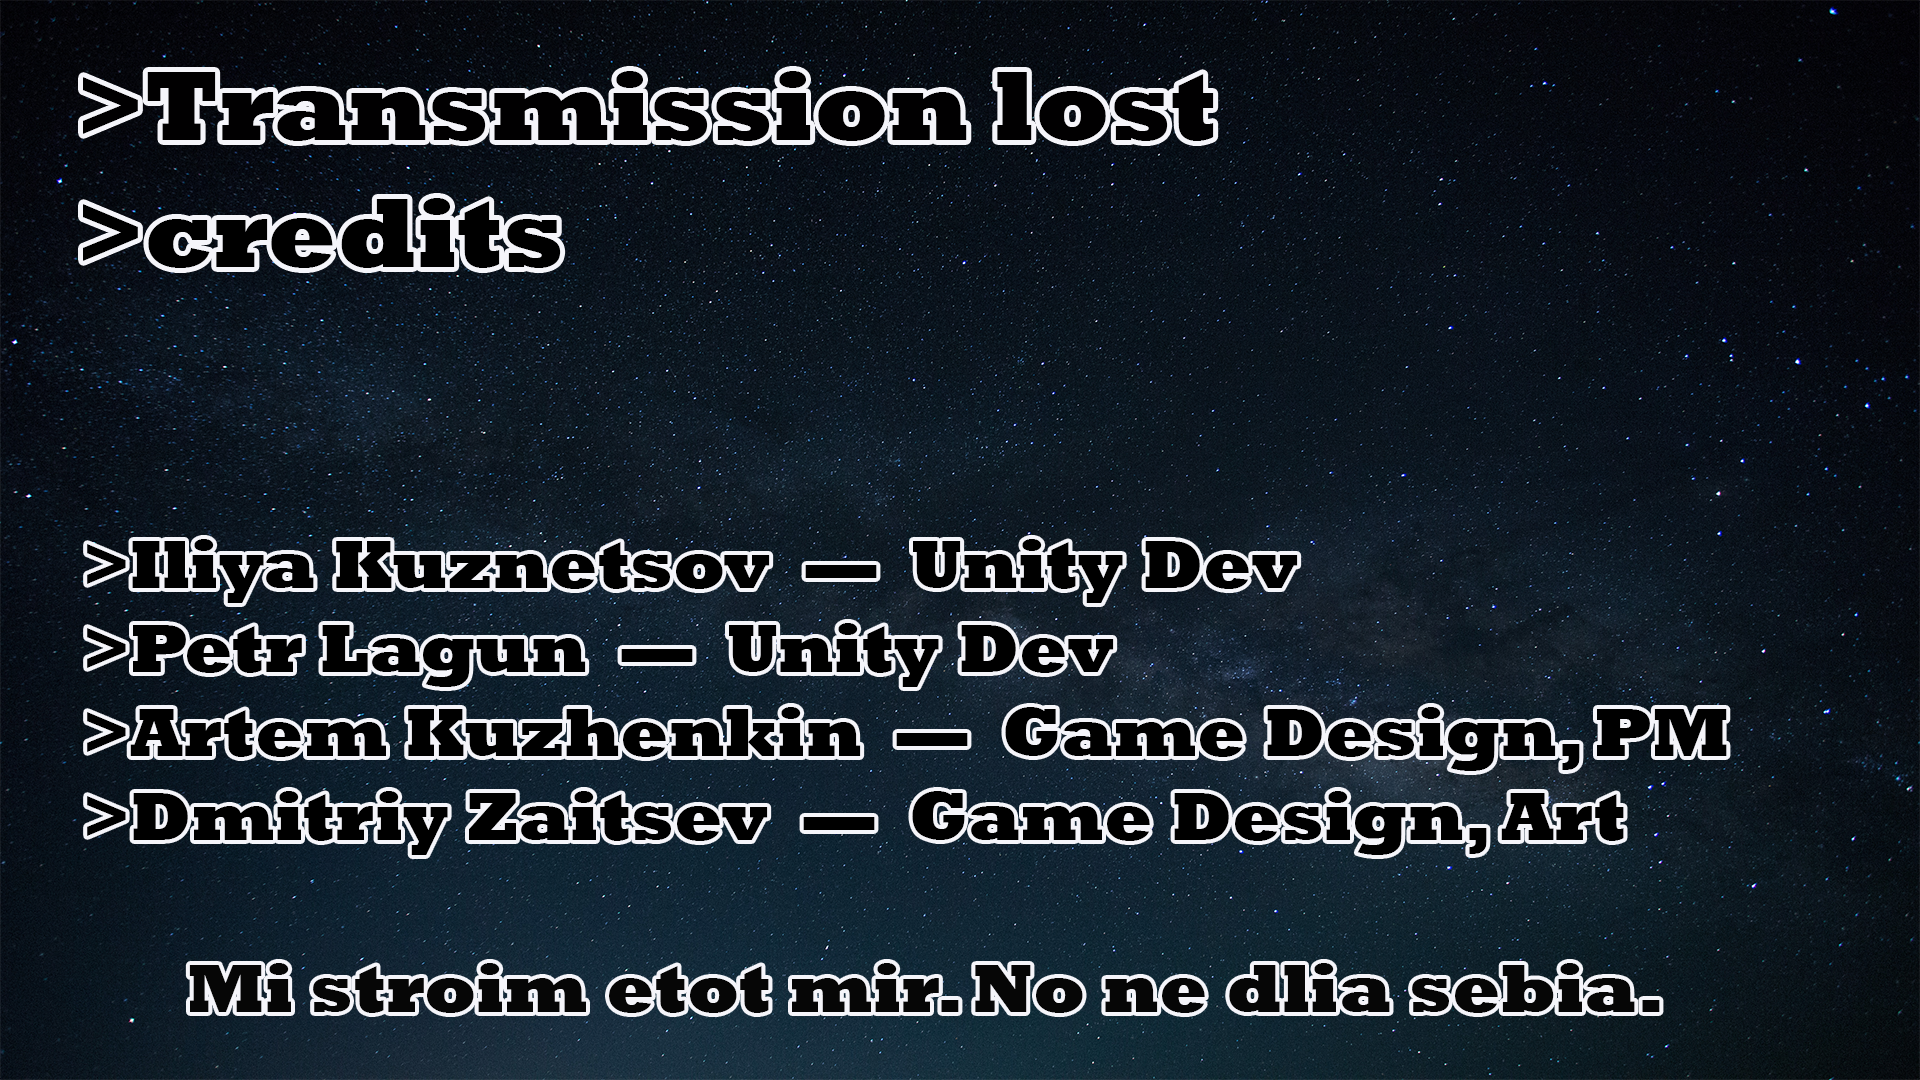 >Transmission lost
>credits
>Iliya Kuznetsov — Unity Dev
>Petr Lagun — Unity Dev
>Artem Kuzhenkin — Game Design, PM
>Dmitriy Zaitsev — Game Design, Art
Mi stroim etot mir. No ne dlia sebia.